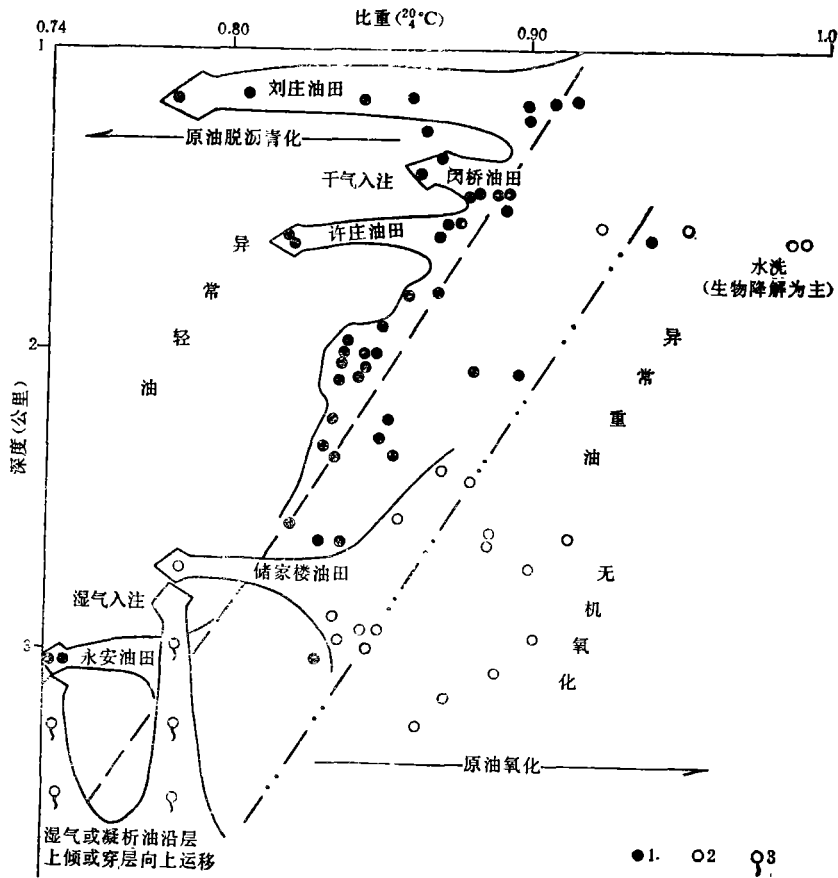 比重(20/4°C)
0.74
0.80
0.90
1.0
1
刘庄油田
原油脱沥青化
干气入注
闵桥油田
许庄油田
异常轻油
水洗
(生物降解为主)
异常重油
2
深度(公里)
储家楼油田
湿气入注
无机氧化
3
永安油田
原油氧化
湿气或凝析油沿层
上倾或穿层向上运移
1.
2
3